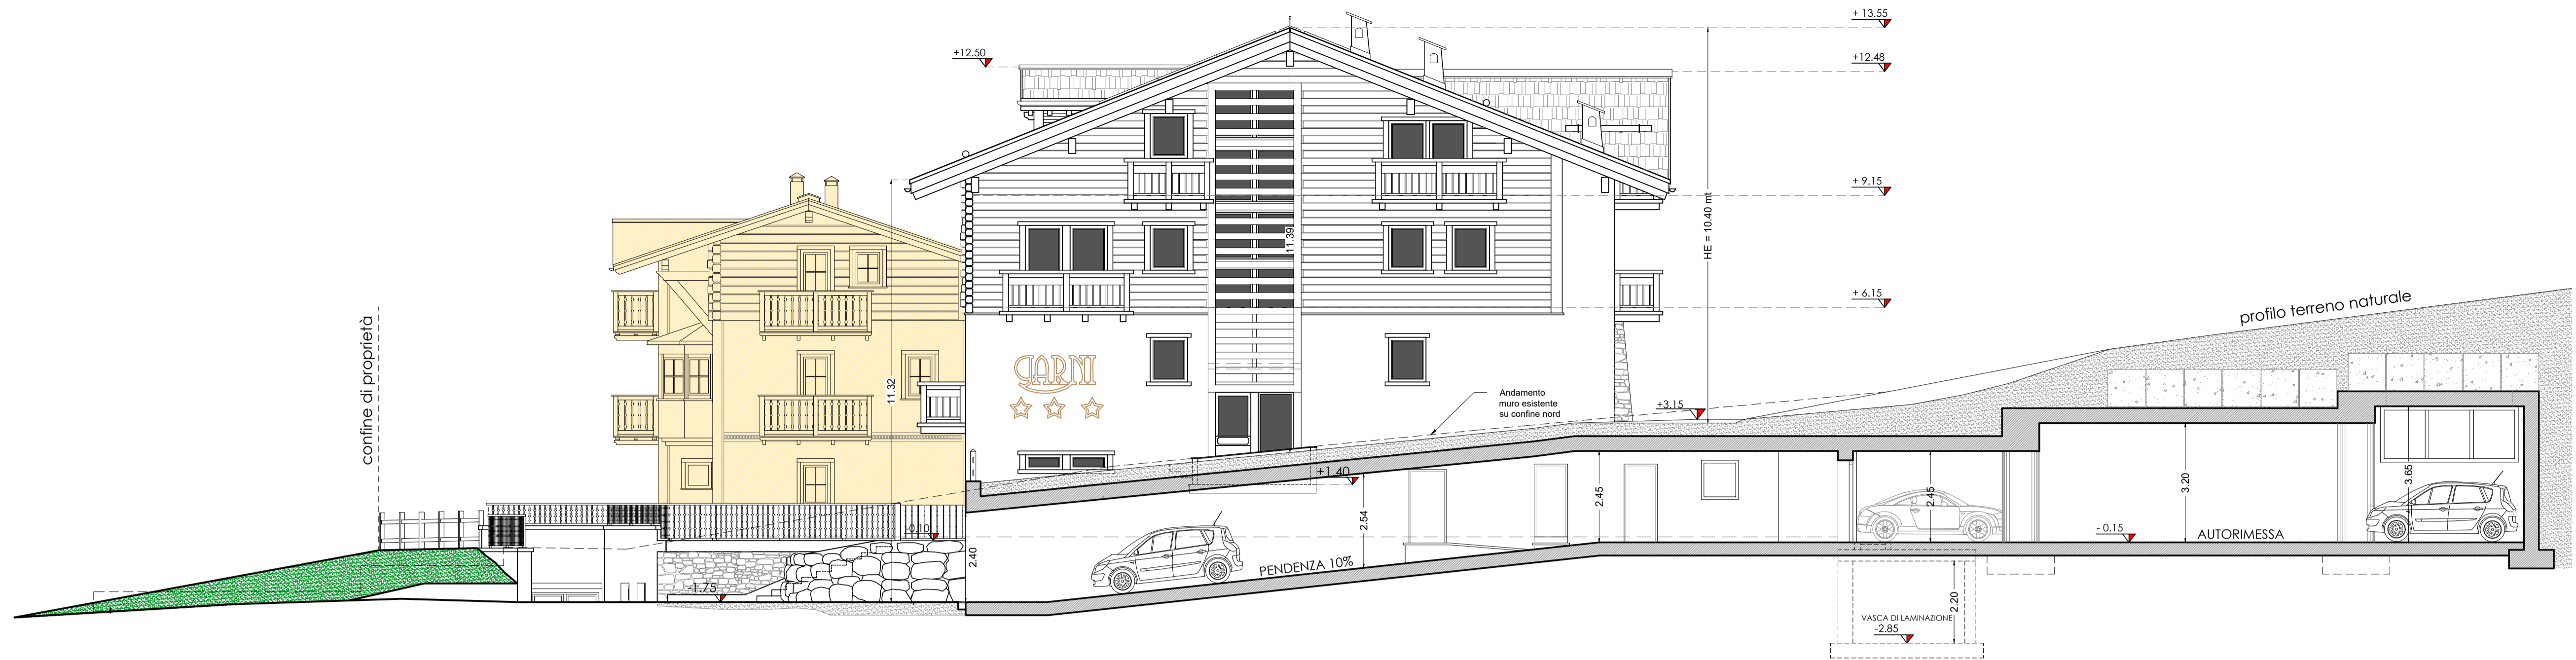 + 13.55
+12.50
+12.48
+ 9.15
HE = 10.40 mt
11.39
+ 6.15
profilo terreno naturale
confine di proprietà
11.32
GARNI
Andamento
muro esistente
su confine nord
+3.15
+1.40
2.45
2.45
3.20
3.65
2.54
-0.10
2.40
- 0.15
AUTORIMESSA
PENDENZA 10%
-1.75
2.20
VASCA DI LAMINAZIONE
-2.85